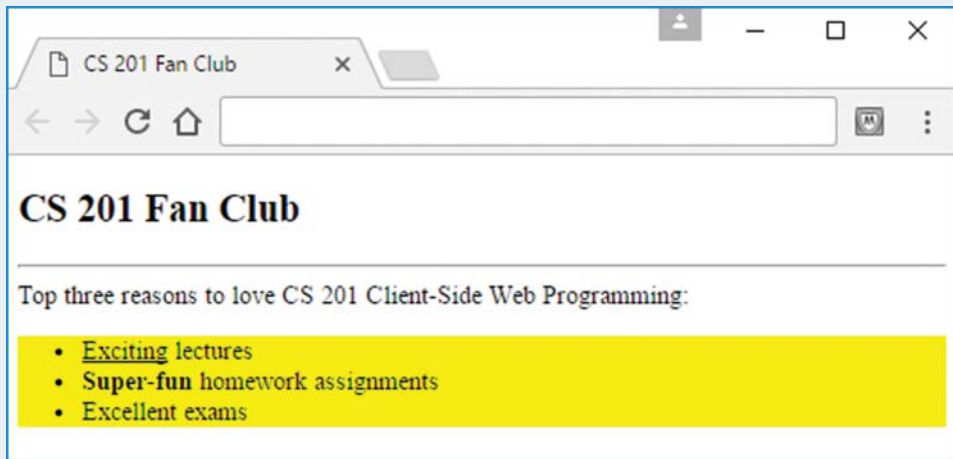 CS 201 Fan Club
CS 201 Fan Club
Top three reasons to love CS 201 Client-Side Web Programming:
• Exciting lectures
• Super-fun homework assignments
• Excellent exams